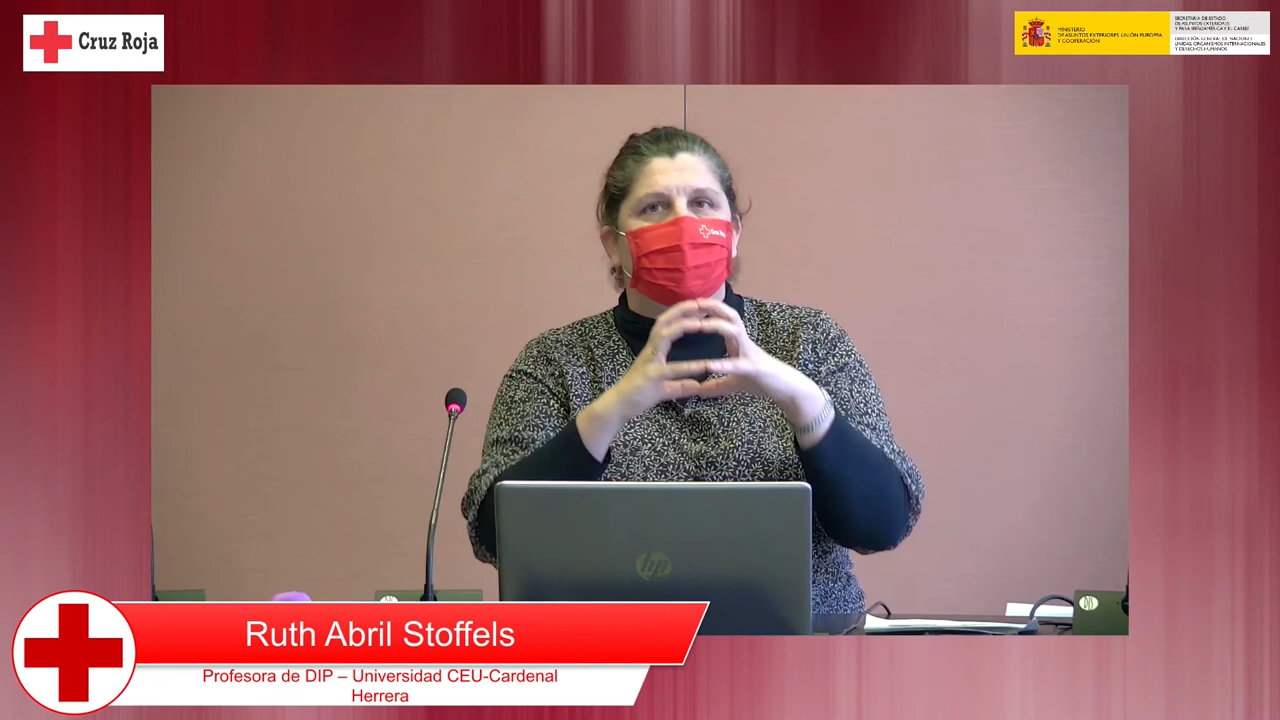 Cruz Roja
MINISTERIO
DE ASUNTOS EXTERIORES, UNIÓN EUROPEA
Y COOPERACIÓN
SECRETARÍA DE ESTADO
DE ASUNTOS EXTERIORES
Y PARA IBEROAMÉRICA Y EL CARIBE
DIRECCIÓN GENERAL DE NACIONES
UNIDAS, ORGANISMOS INTERNACIONALES
Y DERECHOS HUMANOS
Cruz Roja
hp
Ruth Abril Stoffels
Profesora de DIP – Universidad CEU-Cardenal
Herrera